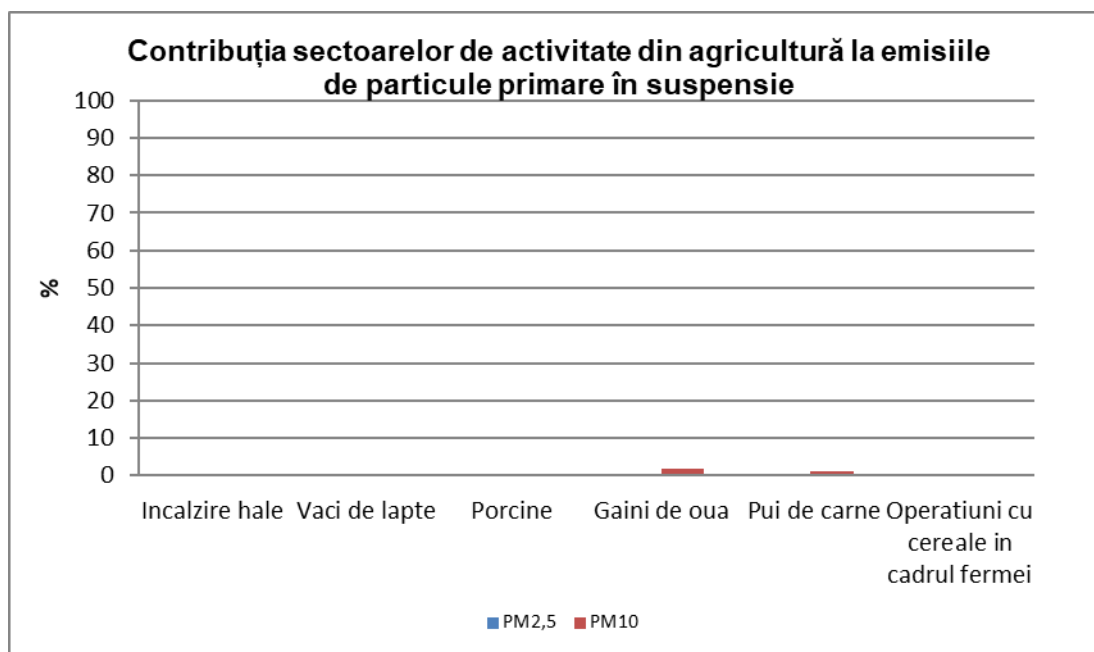 Contribuția sectoarelor de activitate din agricultură la emisiile
de particule primare în suspensie
100
90
80
70
60
50
40
30
20
10
0
%
Incalzire hale Vaci de lapte Porcine Gaini de oua Pui de carne Operatiuni cu
cereale in
cadrul fermei
PM2,5 PM10